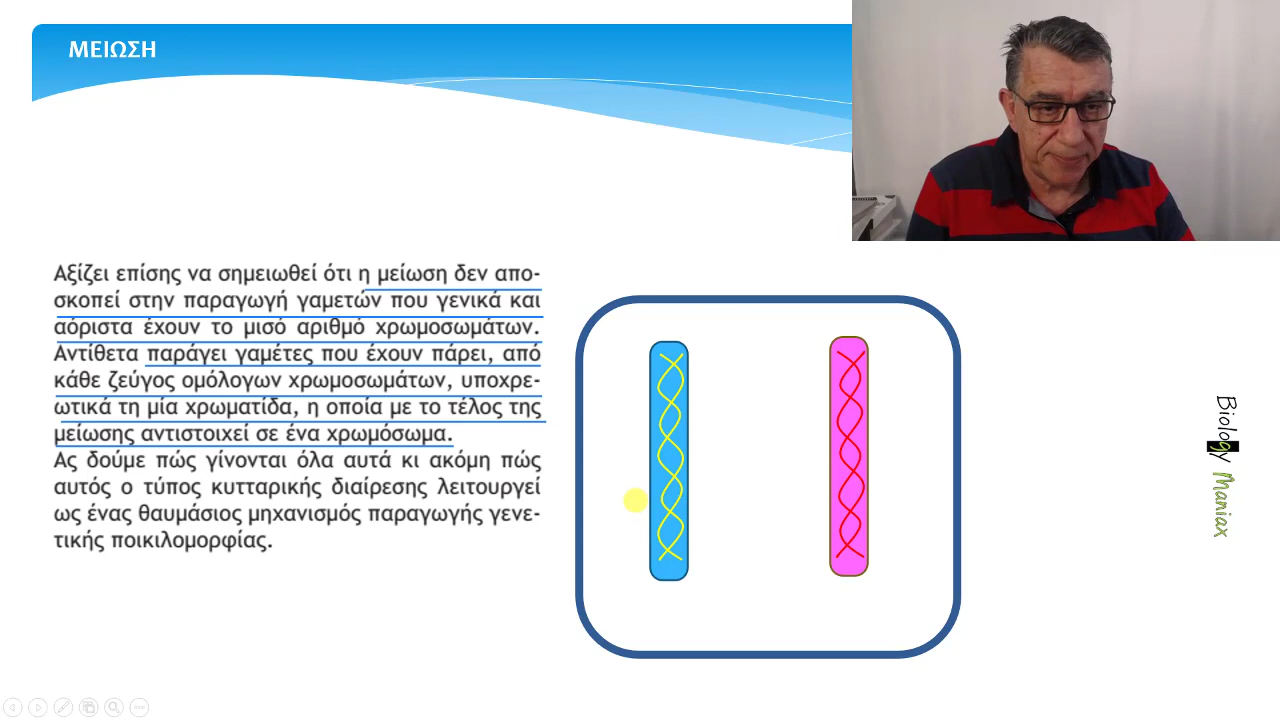 ΜΕΙΩΣΗ
Αξίζει επίσης να σημειωθεί ότι η μείωση δεν απο-
σκοπεί στην παραγωγή γαμετών που γενικά και
αόριστα έχουν το μισό αριθμό χρωμοσωμάτων.
Αντίθετα παράγει γαμέτες που έχουν πάρει, από
κάθε ζεύγος ομόλογων χρωμοσωμάτων, υποχρε-
ωτικά τη μία χρωματίδα, η οποία με το τέλος της
μείωσης αντιστοιχεί σε ένα χρωμόσωμα.
Ας δούμε πώς γίνονται όλα αυτά κι ακόμη πώς
αυτός ο τύπος κυτταρικής διαίρεσης λειτουργεί
ως ένας θαυμάσιος μηχανισμός παραγωγής γενε-
τικής ποικιλομορφίας.
Biology Maniax